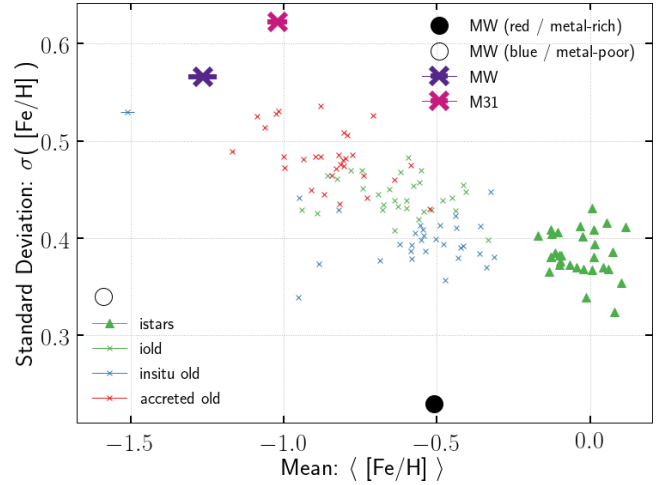 MW (red / metal-rich)
MW (blue / metal-poor)
MW
M31
0.6
0.5
0.4
0.3
Standard Deviation: σ( [Fe/H] )
istars
iold
insitu old
accreted old
−1.5
−1.0
−0.5
0.0
Mean: ⟨ [Fe/H] ⟩